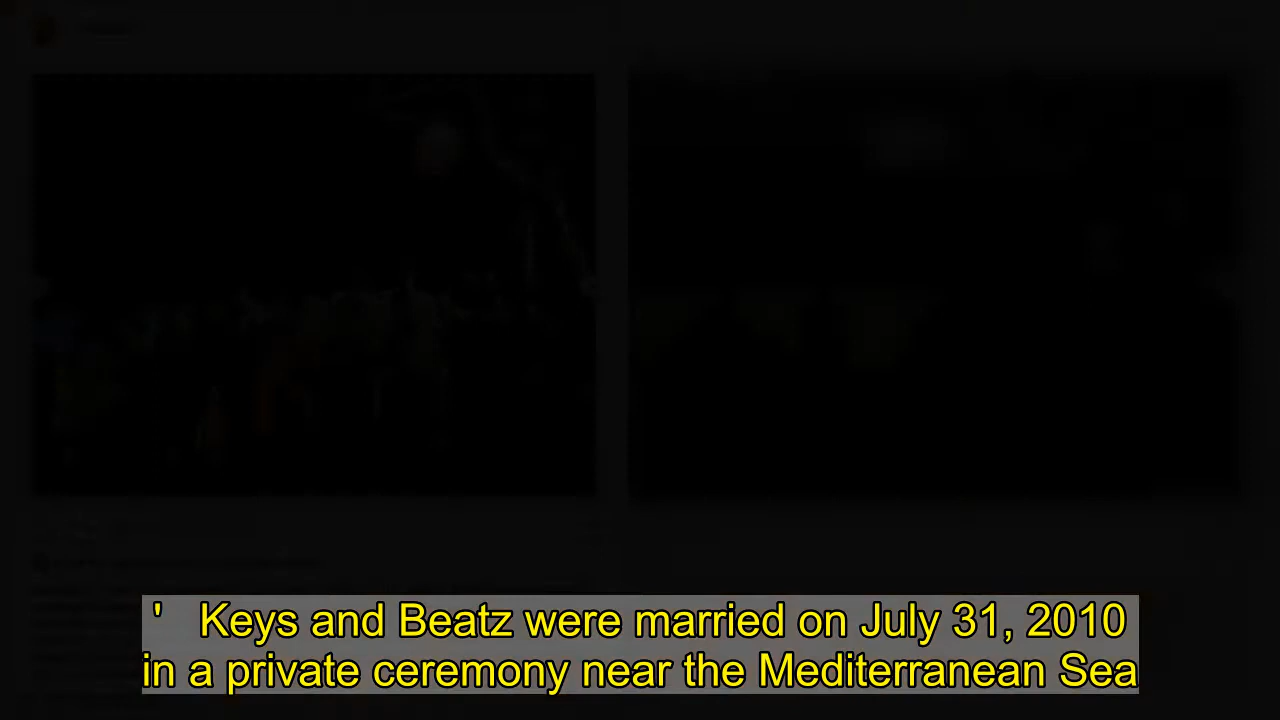 ' Keys and Beatz were married on July 31, 2010
in a private ceremony near the Mediterranean Sea